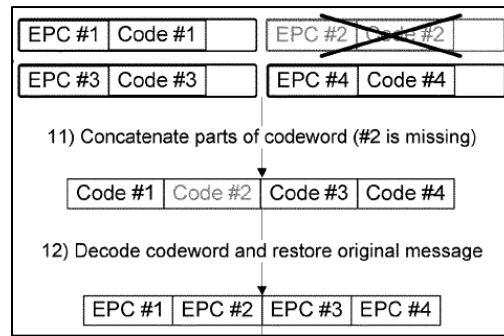 EPC #1 Code #1 EPC #2 Code #2
EPC #3 Code #3 EPC #4 Code #4
11) Concatenate parts of codeword (#2 is missing)
Code #1 Code #2 Code #3 Code #4
12) Decode codeword and restore original message
EPC #1 EPC #2 EPC #3 EPC #4